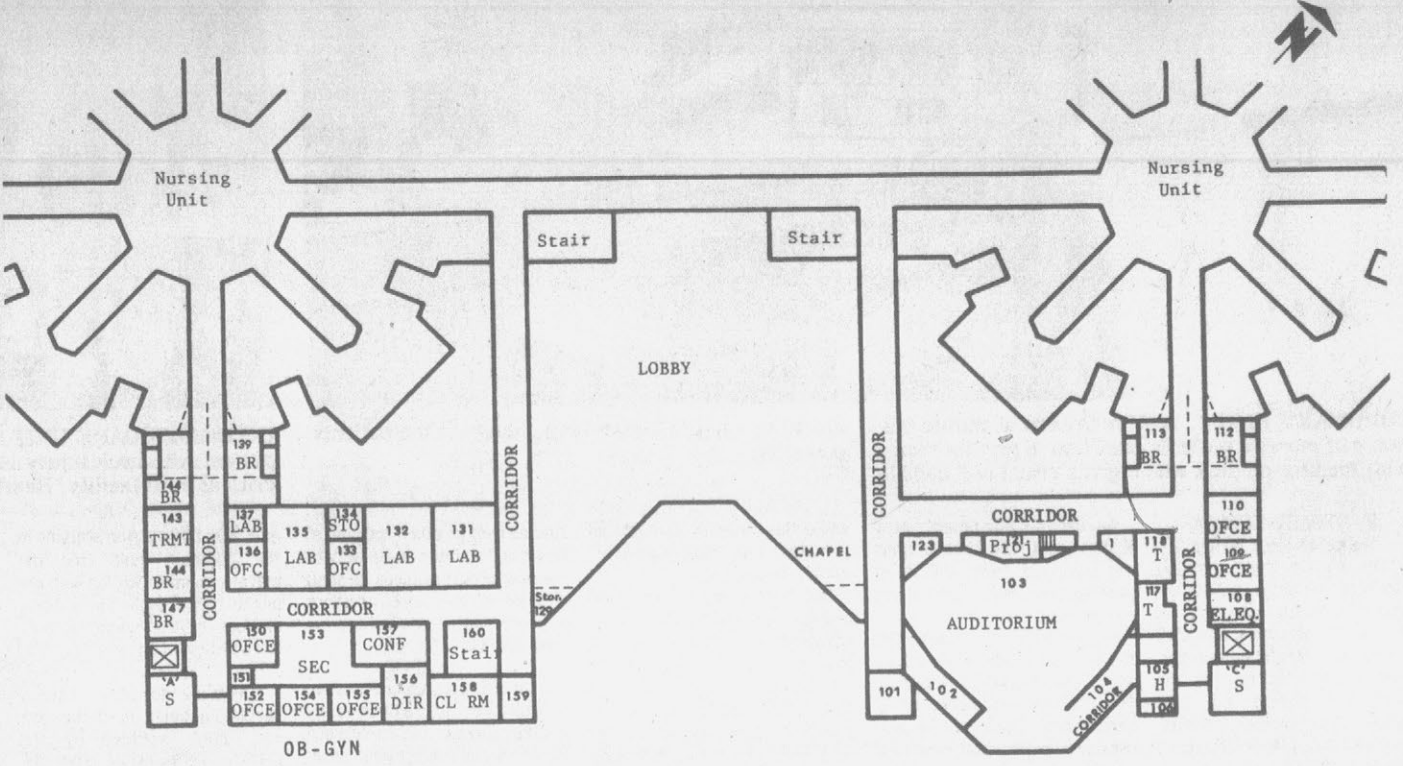 N
Nursing
Unit
Nursing
Unit
Stair
Stair
LOBBY
CORRIDOR
CORRIDOR
CHAPEL
Stor.
129
139
BR
144
BR
143
TRMT
144
BR
147
BR
'A'
S
CORRIDOR
137
LAB
136
OFC
135
LAB
134
STO
133
OFC
132
LAB
131
LAB
CORRIDOR
150
OFCE
151
152
OFCE
153
SEC
154
OFCE
155
OFCE
157
CONF
156
DIR
160
Stair
158
CL RM
159
OB-GYN
113
BR
112
BR
CORRIDOR
123
121
Proj
1
103
AUDITORIUM
101
102
104
CORRIDOR
118
T
117
T
105
H
106
CORRIDOR
110
OFCE
109
OFCE
108
ELEQ.
'C'
S